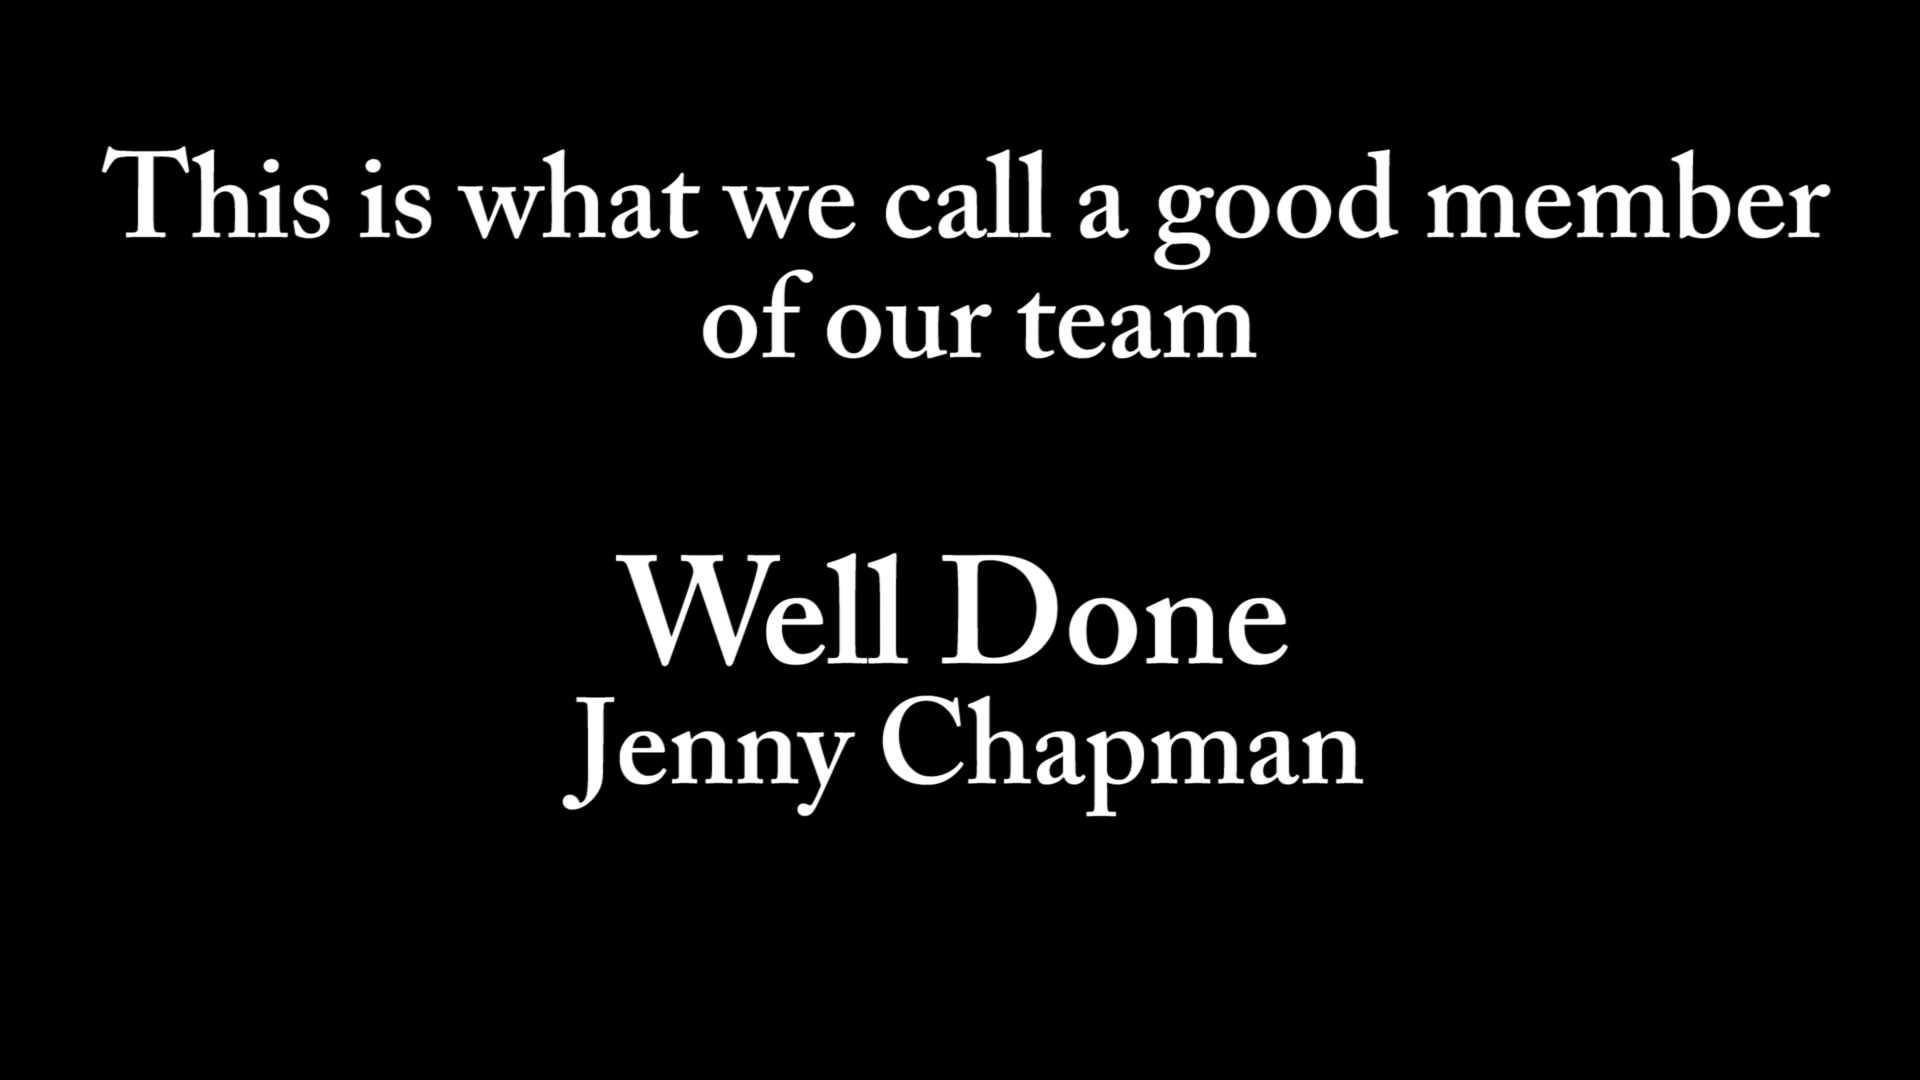 This is what we call a good member
of our team
Well Done
Jenny Chapman